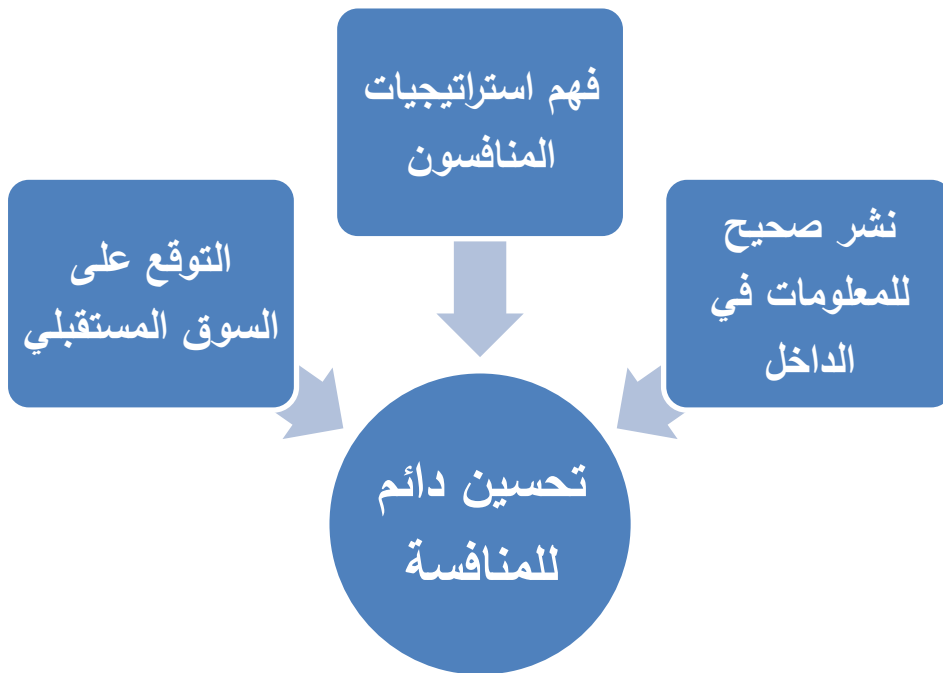 فهم استراتيجيات
المنافسون
نشر صحيح
للمعلومات في
الداخل
التوقع على
السوق المستقبلي
تحسين دائم
للمنافسة